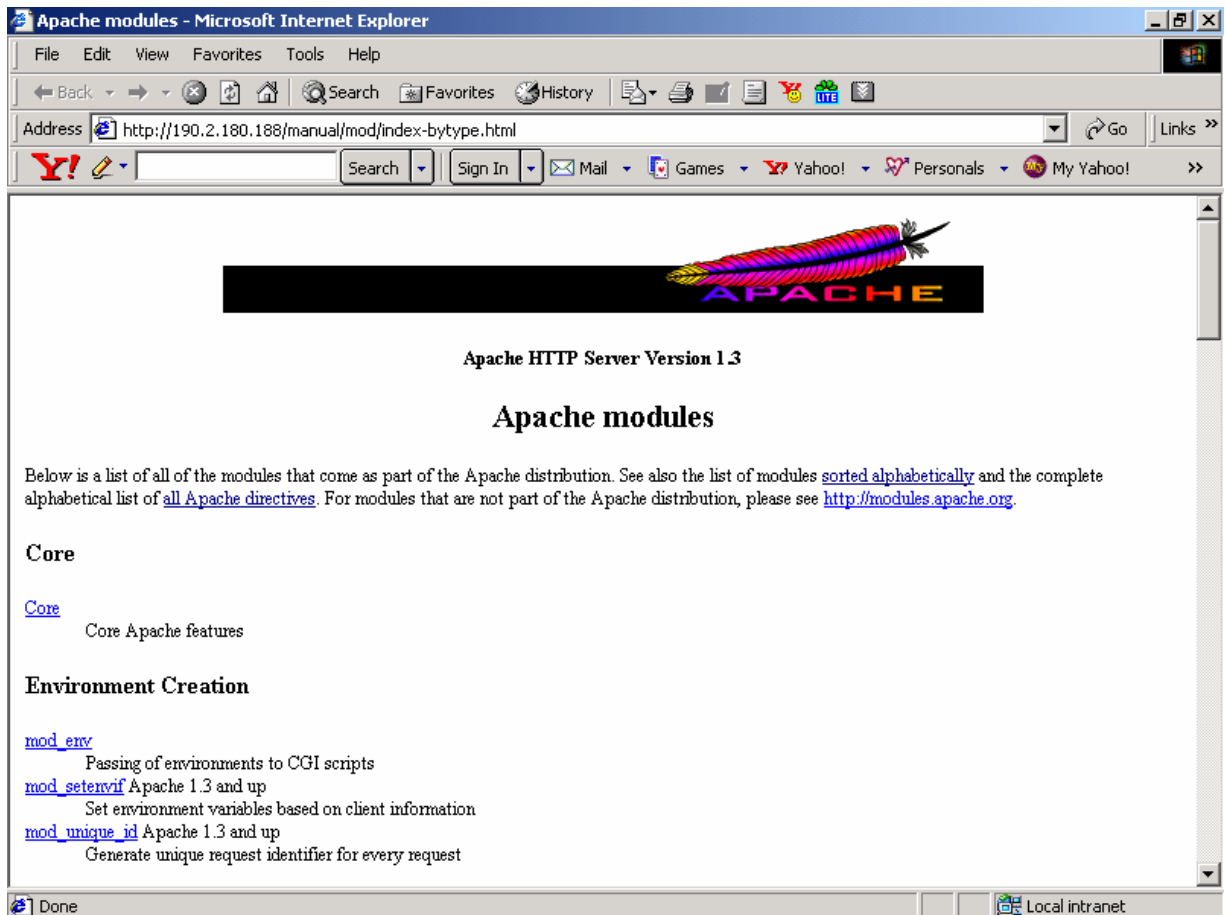 Apache modules - Microsoft Internet Explorer
File Edit View Favorites Tools Help
Back Search Favorites History LITE
Address http://190.2.180.188/manual/mod/index-bytype.html Go Links »
Y! Search Sign In Mail Games Yahoo! Personals My Yahoo! »
APACHE
Apache HTTP Server Version 1.3
Apache modules
Below is a list of all of the modules that come as part of the Apache distribution. See also the list of modules sorted alphabetically and the complete
alphabetical list of all Apache directives. For modules that are not part of the Apache distribution, please see http://modules.apache.org.
Core
Core
Core Apache features
Environment Creation
mod_env
Passing of environments to CGI scripts
mod_setenvif Apache 1.3 and up
Set environment variables based on client information
mod_unique_id Apache 1.3 and up
Generate unique request identifier for every request
Done Local intranet